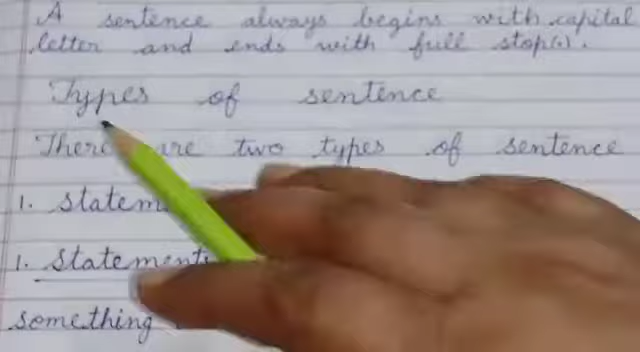 A sentence always begins with capital
letter and ends with full stop(.).
Types of sentence
There are two types of sentence
1. statem
1. Statements
something